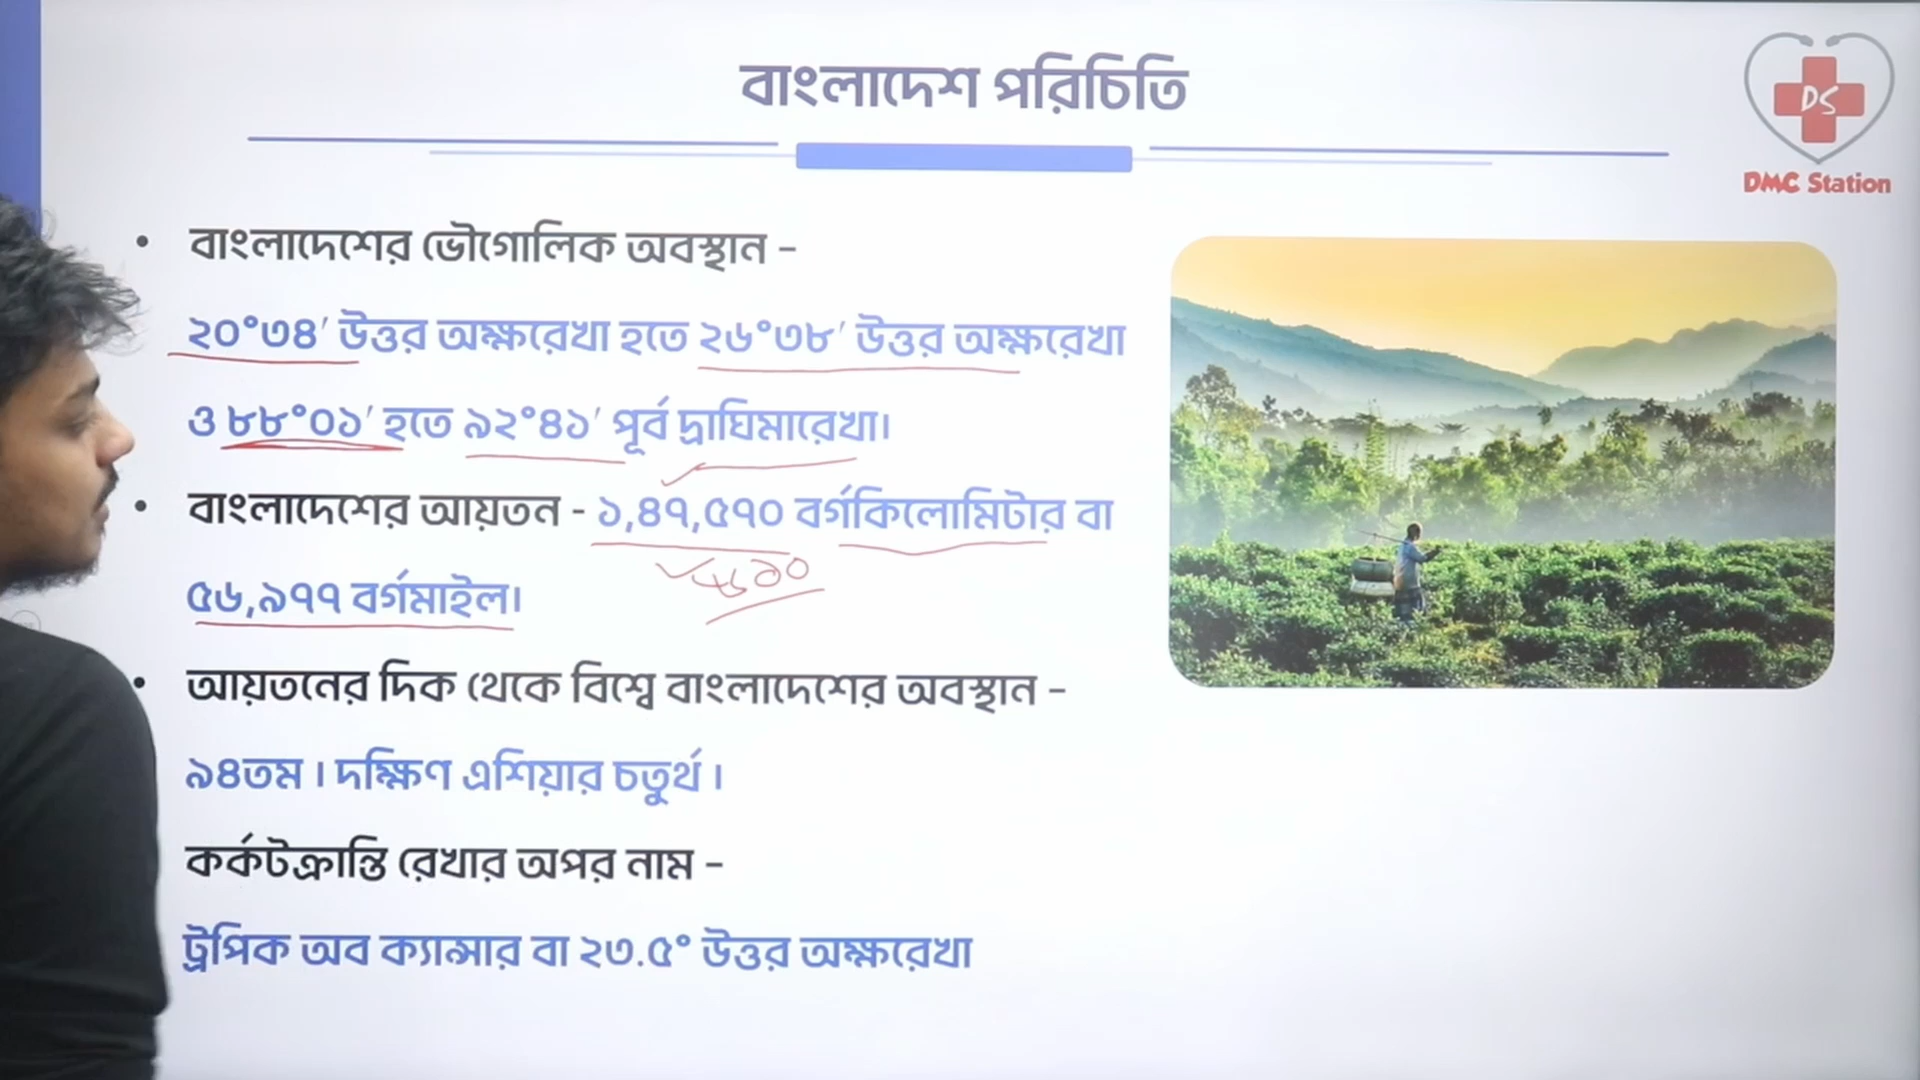 বাংলাদেশ পরিচিতি
DS
DMC Station
• বাংলাদেশের ভৌগোলিক অবস্থান –
২০°৩৪′ উত্তর অক্ষরেখা হতে ২৬°৩৮′ উত্তর অক্ষরেখা
ও ৮৮°০১′ হতে ৯২°৪১′ পূর্ব দ্রাঘিমারেখা।
• বাংলাদেশের আয়তন - ১,৪৭,৫৭০ বর্গকিলোমিটার বা
৫৬,৯৭৭ বর্গমাইল।
• আয়তনের দিক থেকে বিশ্বে বাংলাদেশের অবস্থান –
৯৪তম । দক্ষিণ এশিয়ার চতুর্থ ।
কর্কটক্রান্তি রেখার অপর নাম –
ট্রপিক অব ক্যান্সার বা ২৩.৫° উত্তর অক্ষরেখা